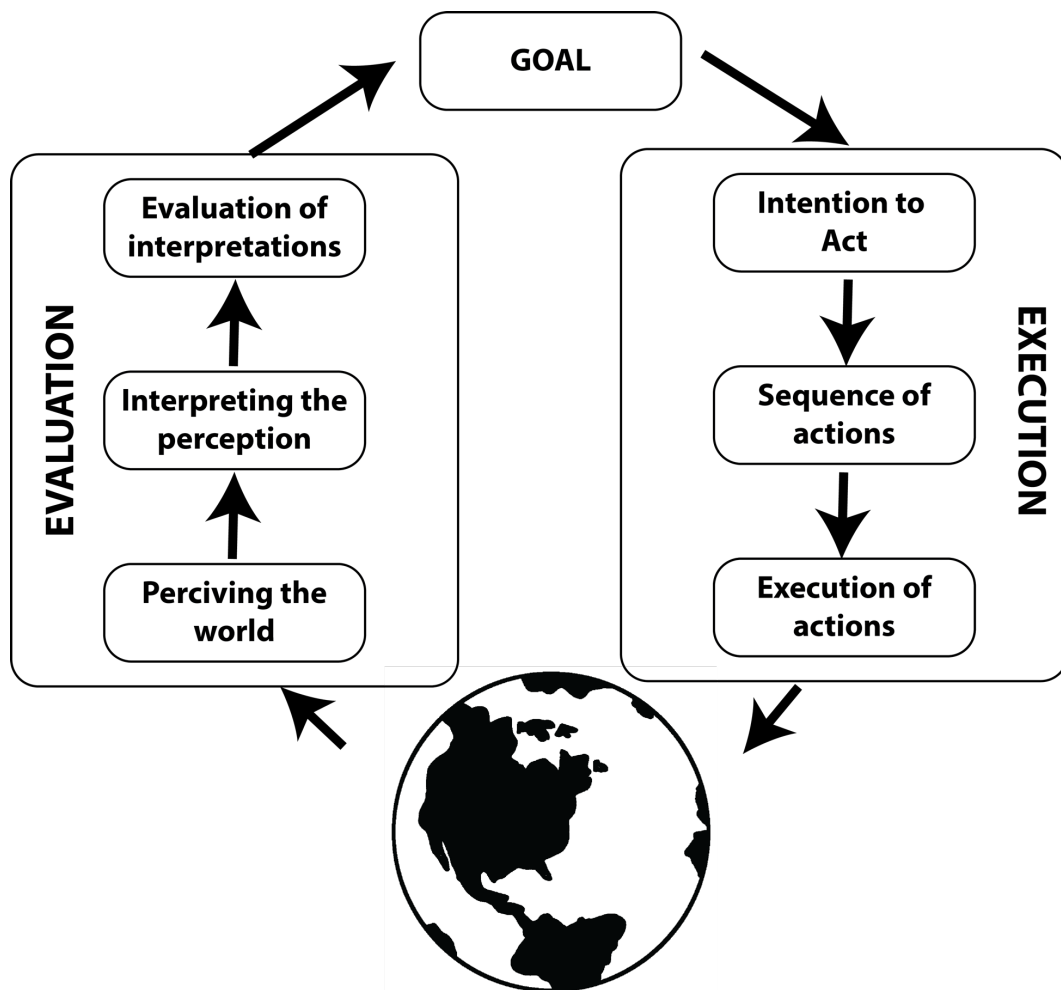 GOAL
EVALUATION
Evaluation of
interpretations
Interpreting the
perception
Perciving the
world
Intention to
Act
Sequence of
actions
Execution of
actions
EXECUTION